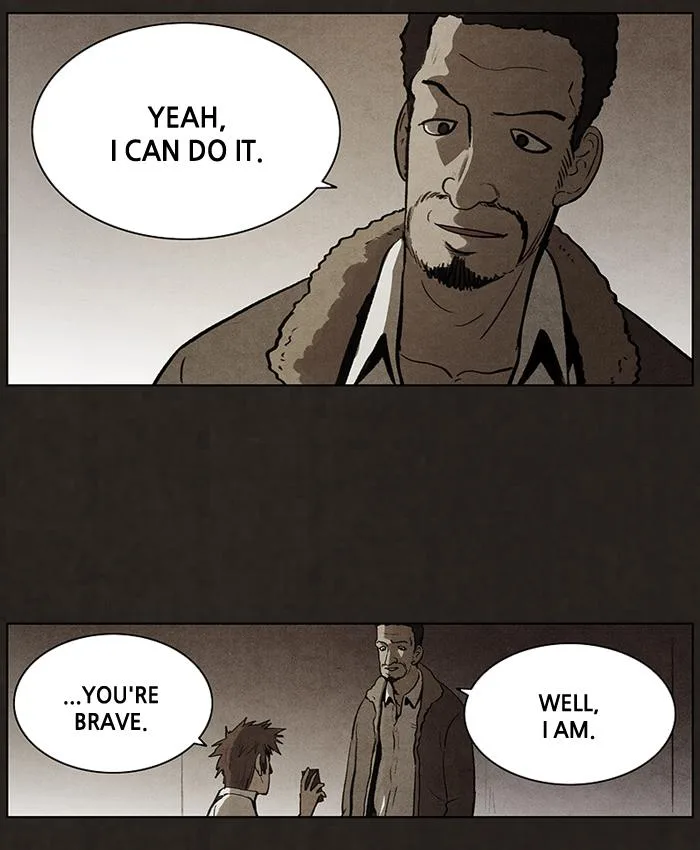 YEAH,
I CAN DO IT.
...YOU'RE
BRAVE.
WELL,
I AM.